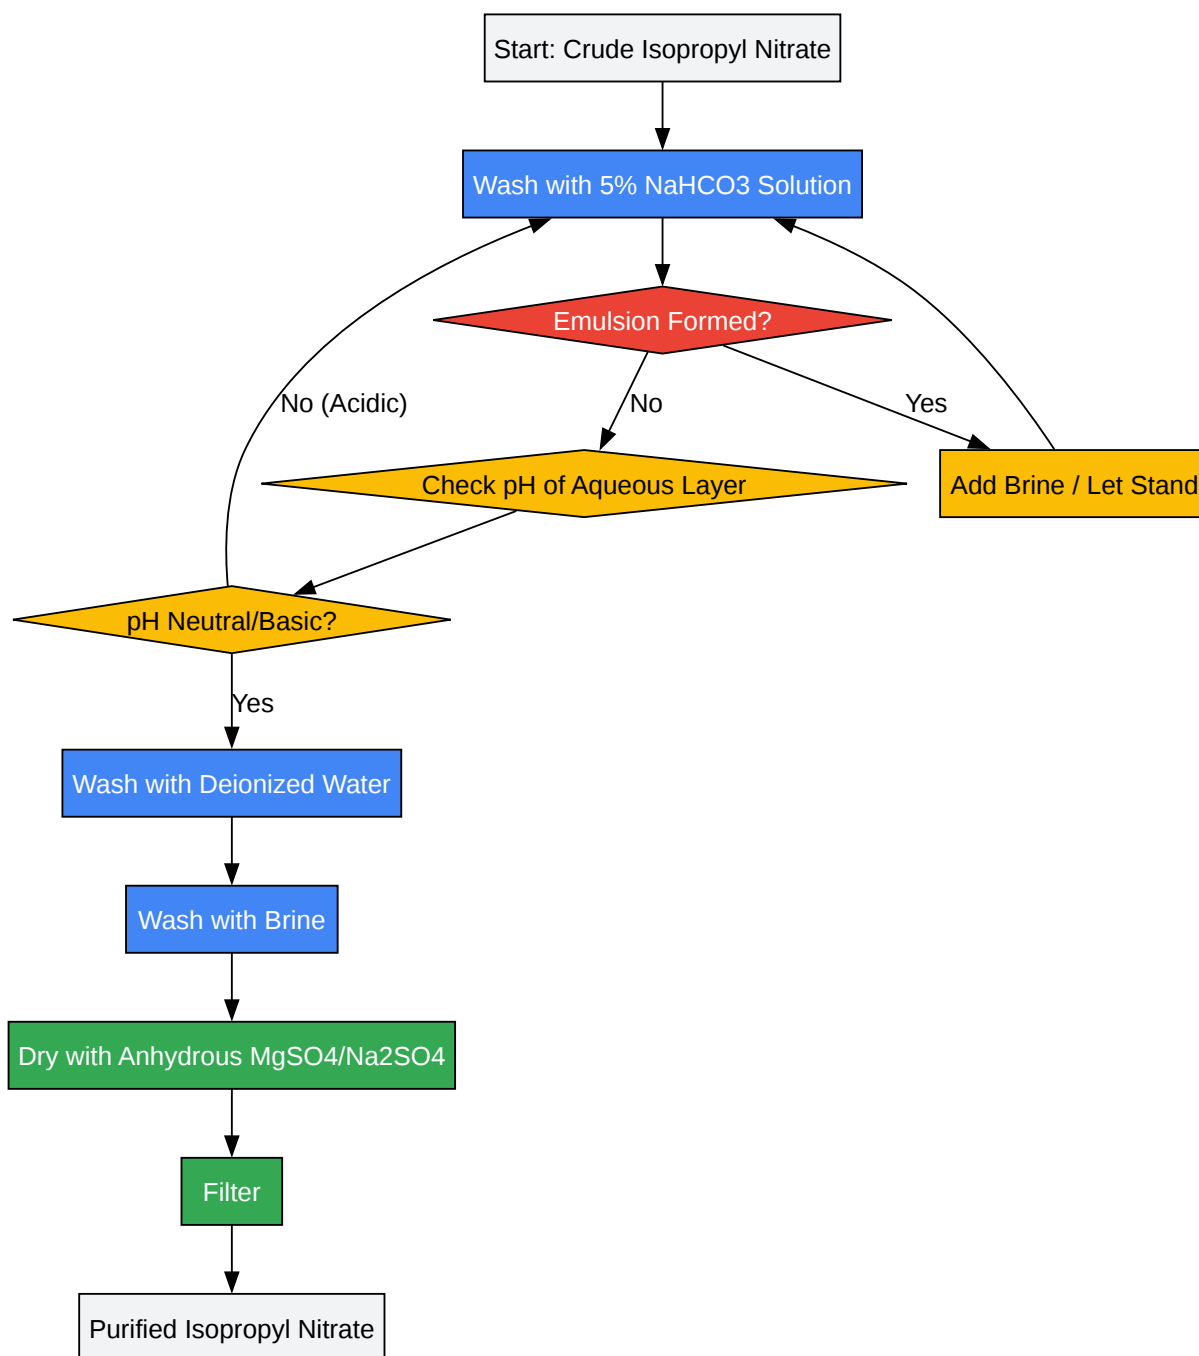 Start: Crude Isopropyl Nitrate
Wash with 5% NaHCO3 Solution
Emulsion Formed?
No (Acidic)
No
Yes
Check pH of Aqueous Layer
Add Brine / Let Stand
pH Neutral/Basic?
Yes
Wash with Deionized Water
Wash with Brine
Dry with Anhydrous MgSO4/Na2SO4
Filter
Purified Isopropyl Nitrate